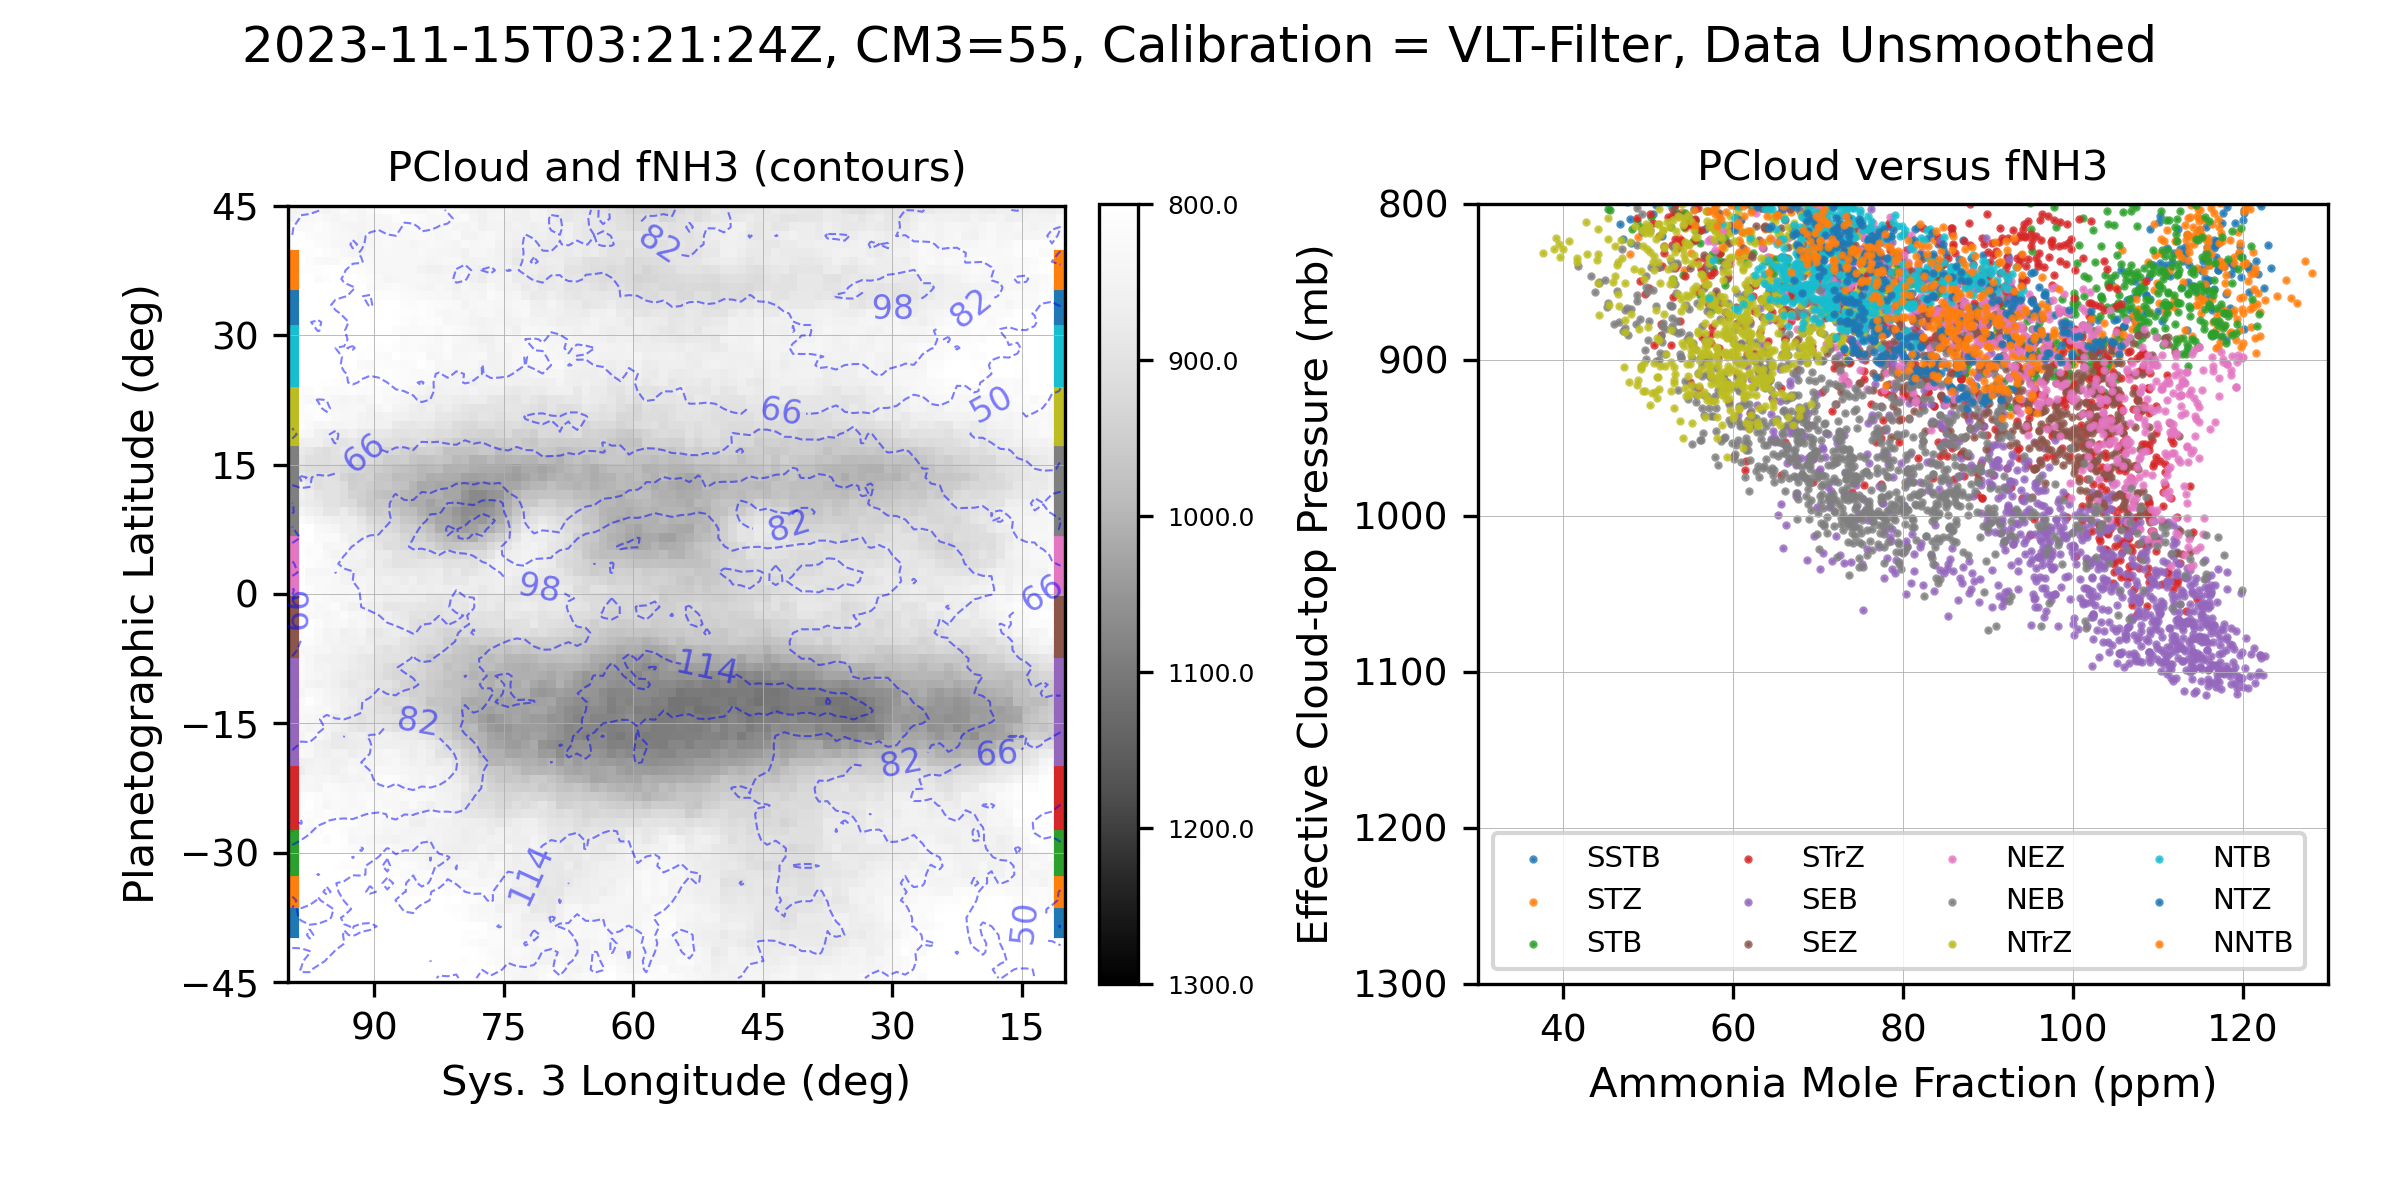 2023-11-15T03:21:24Z, CM3=55, Calibration = VLT-Filter, Data Unsmoothed
PCloud and fNH3 (contours)
Planetographic Latitude (deg)
45
30
15
0
−15
−30
−45
90
75
60
45
30
15
Sys. 3 Longitude (deg)
82
98
82
66
50
66
82
98
66
66
114
82
82
66
114
50
800.0
900.0
1000.0
1100.0
1200.0
1300.0
PCloud versus fNH3
Effective Cloud-top Pressure (mb)
800
900
1000
1100
1200
1300
SSTB
STZ
STB
STrZ
SEB
SEZ
NEZ
NEB
NTrZ
NTB
NTZ
NNTB
40
60
80
100
120
Ammonia Mole Fraction (ppm)